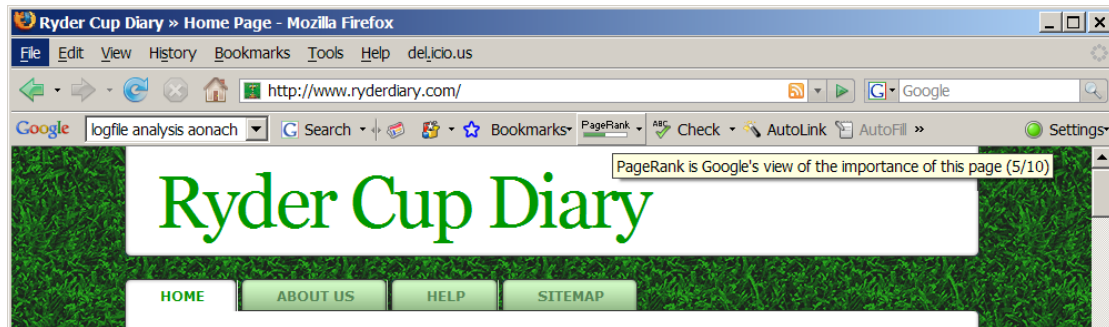 Ryder Cup Diary » Home Page - Mozilla Firefox
File Edit View History Bookmarks Tools Help del.icio.us
http://www.ryderdiary.com/ G Google
Google logfile analysis aonach G Search Bookmarks PageRank ABC Check AutoLink AutoFill » Settings
PageRank is Google's view of the importance of this page (5/10)
Ryder Cup Diary
HOME ABOUT US HELP SITEMAP